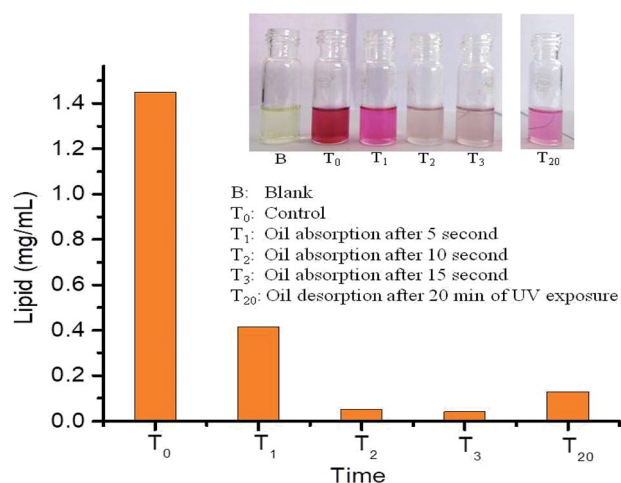 B T₀ T₁ T₂ T₃ T₂₀
B: Blank
T₀: Control
T₁: Oil absorption after 5 second
T₂: Oil absorption after 10 second
T₃: Oil absorption after 15 second
T₂₀: Oil desorption after 20 min of UV exposure
Lipid (mg/mL)
1.4
1.2
1.0
0.8
0.6
0.4
0.2
0.0
T₀ T₁ T₂ T₃ T₂₀
Time